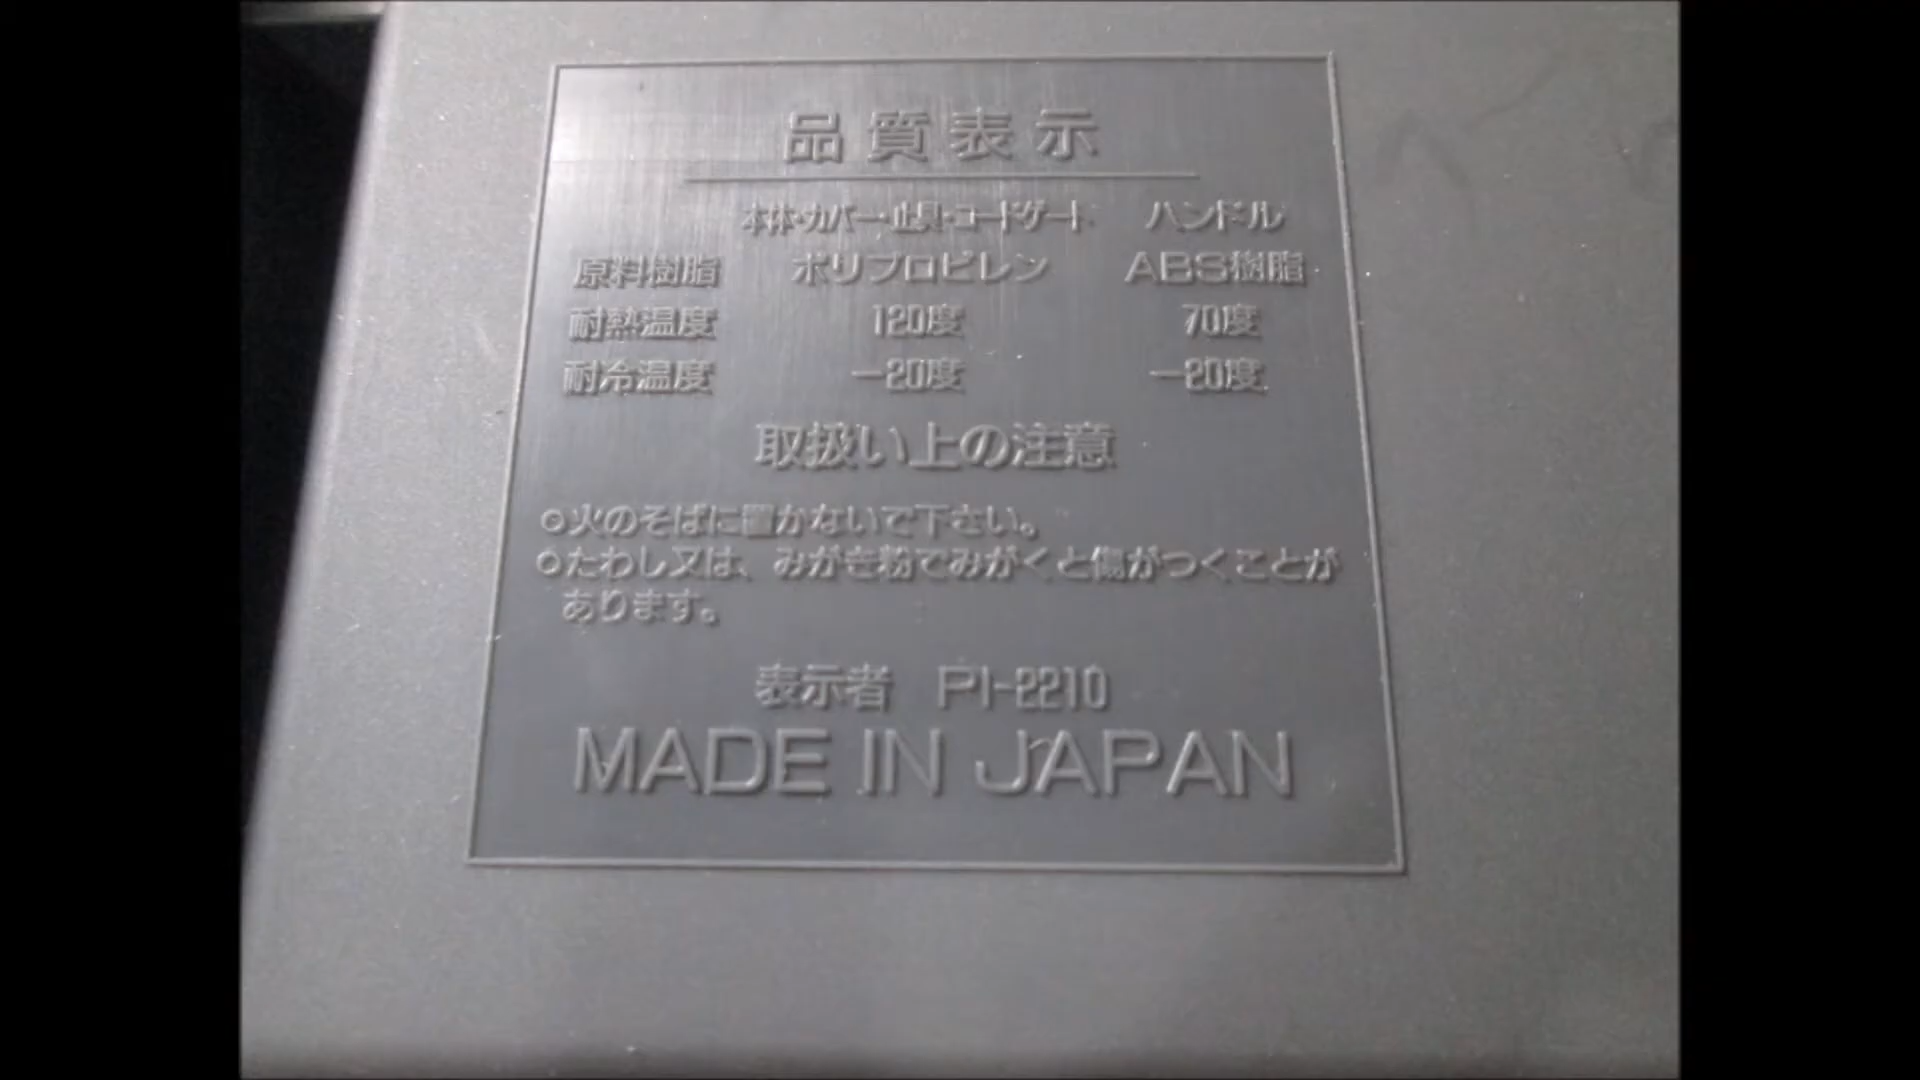 品質表示
本体・カバー・止具・コードゲート ハンドル
原料樹脂 ポリプロピレン ABS樹脂
耐熱温度 120度 70度
耐冷温度 -20度 -20度
取扱い上の注意
◎火のそばに置かないで下さい。
◎たわし又は、みがき粉でみがくと傷がつくことが
あります。
表示者 PI-2210
MADE IN JAPAN